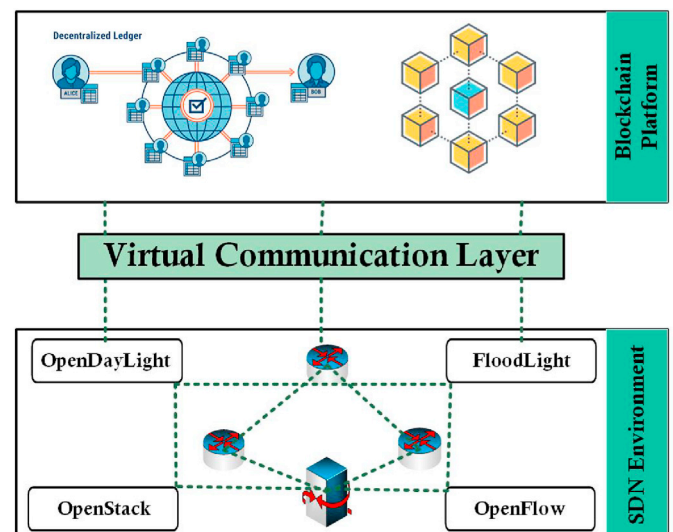 Decentralized Ledger
ALICE
BOB
Blockchain
Platform
Virtual Communication Layer
OpenDayLight
FloodLight
OpenStack
OpenFlow
SDN Environment